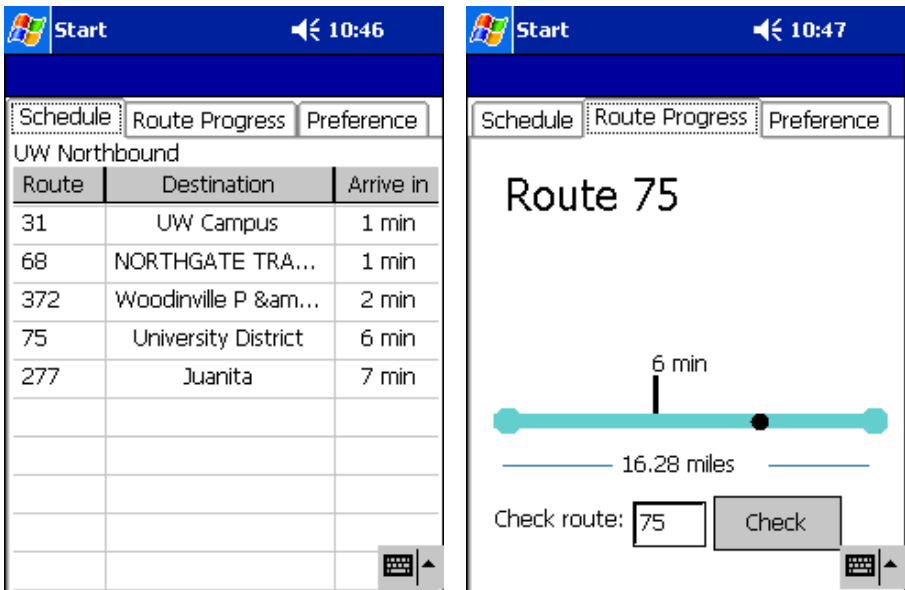 Start 10:46
Schedule Route Progress Preference
UW Northbound
Route Destination Arrive in
31 UW Campus 1 min
68 NORTHGATE TRA... 1 min
372 Woodinville P &am... 2 min
75 University District 6 min
277 Juanita 7 min
Start 10:47
Schedule Route Progress Preference
Route 75
6 min
16.28 miles
Check route: 75 Check